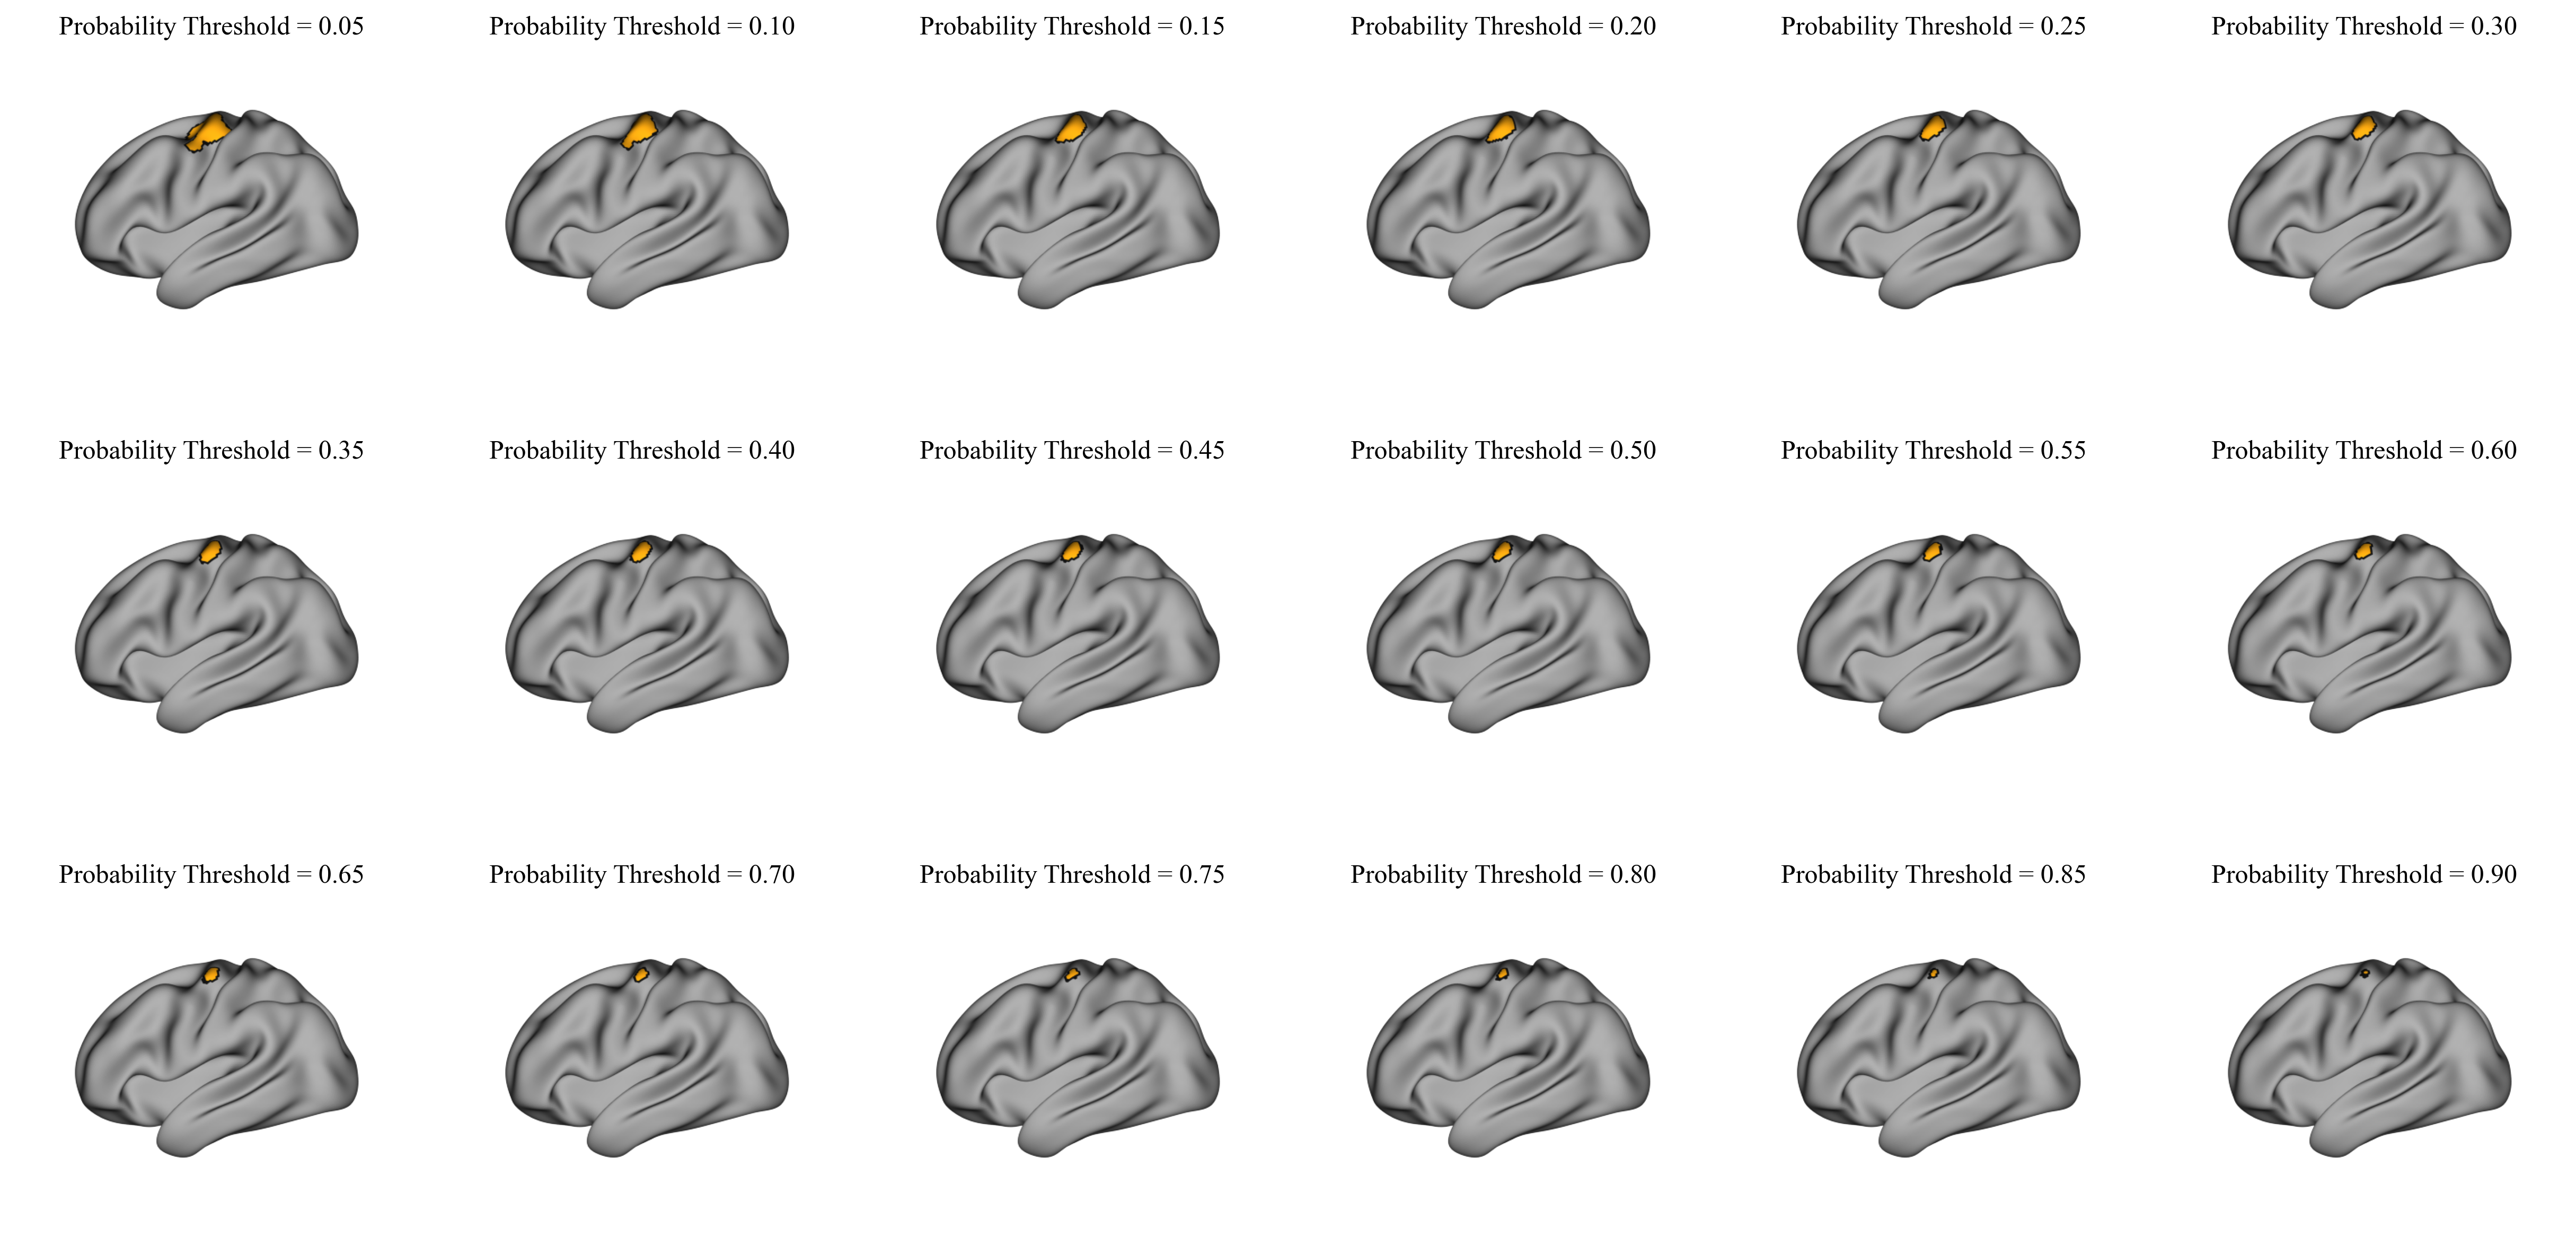 Probability Threshold = 0.05
Probability Threshold = 0.10
Probability Threshold = 0.15
Probability Threshold = 0.20
Probability Threshold = 0.25
Probability Threshold = 0.30
Probability Threshold = 0.35
Probability Threshold = 0.40
Probability Threshold = 0.45
Probability Threshold = 0.50
Probability Threshold = 0.55
Probability Threshold = 0.60
Probability Threshold = 0.65
Probability Threshold = 0.70
Probability Threshold = 0.75
Probability Threshold = 0.80
Probability Threshold = 0.85
Probability Threshold = 0.90